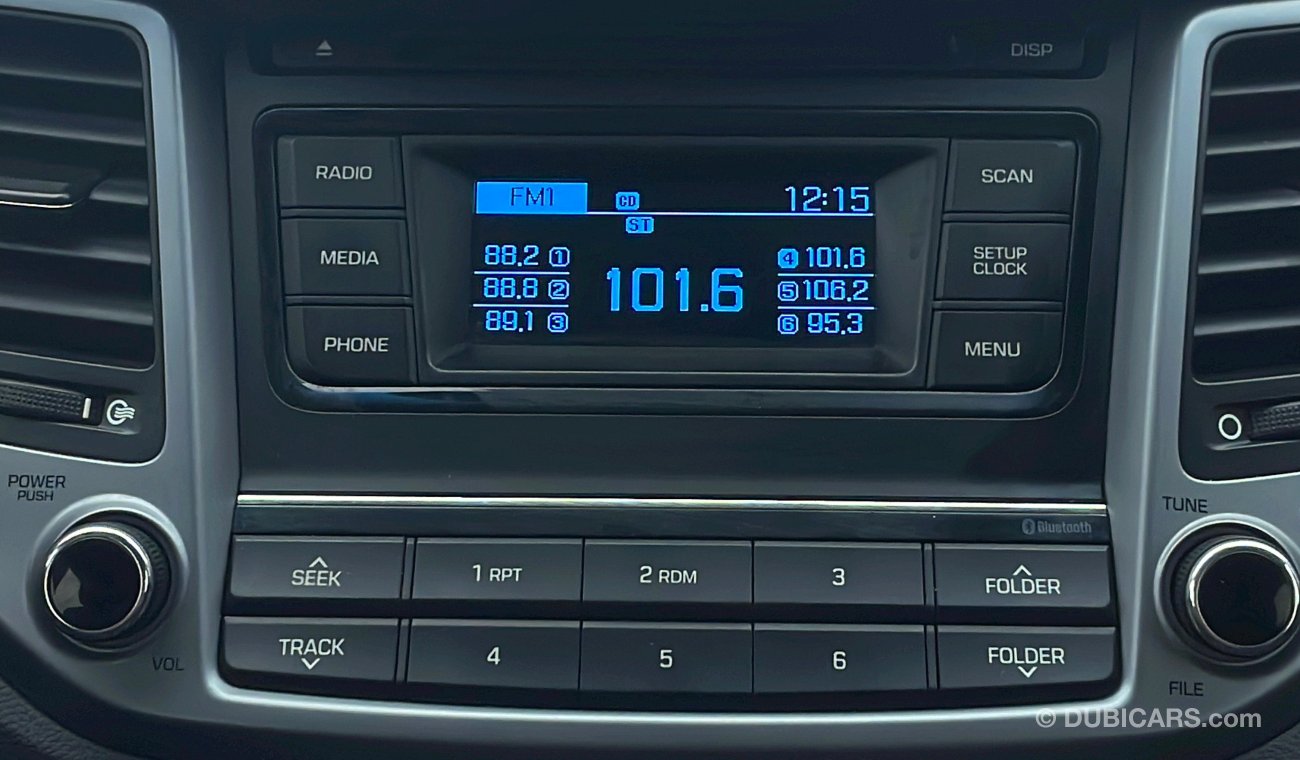 DISP
RADIO
MEDIA
PHONE
FM1 CD 12:15
ST
88.2 1
88.8 2
89.1 3
101.6
4 101.6
5 106.2
6 95.3
SCAN
SETUP
CLOCK
MENU
POWER
PUSH
VOL
TUNE
FILE
Bluetooth
SEEK
1 RPT
2 RDM
3
FOLDER
TRACK
4
5
6
FOLDER
© DUBICARS.com